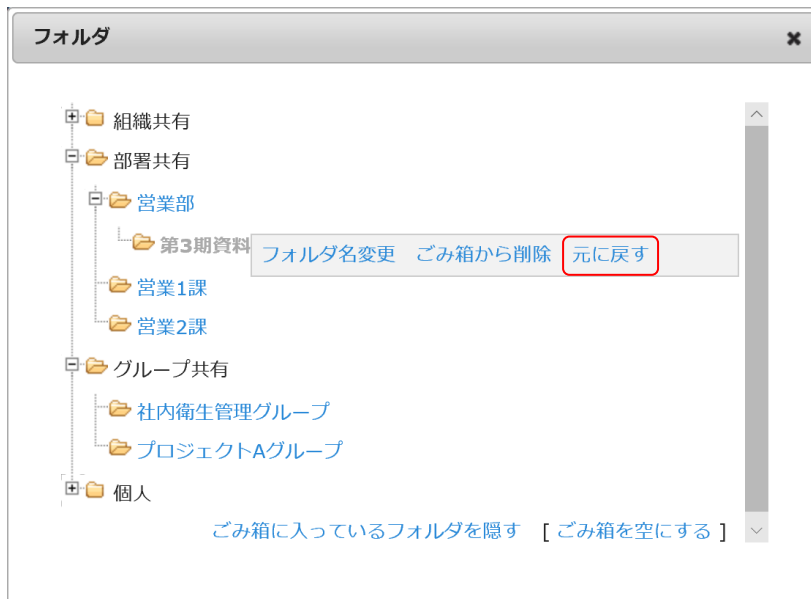 フォルダ
組織共有
部署共有
営業部
第3期資料 フォルダ名変更 ごみ箱から削除 元に戻す
営業1課
営業2課
グループ共有
社内衛生管理グループ
プロジェクトAグループ
個人
ごみ箱に入っているフォルダを隠す [ ごみ箱を空にする ]